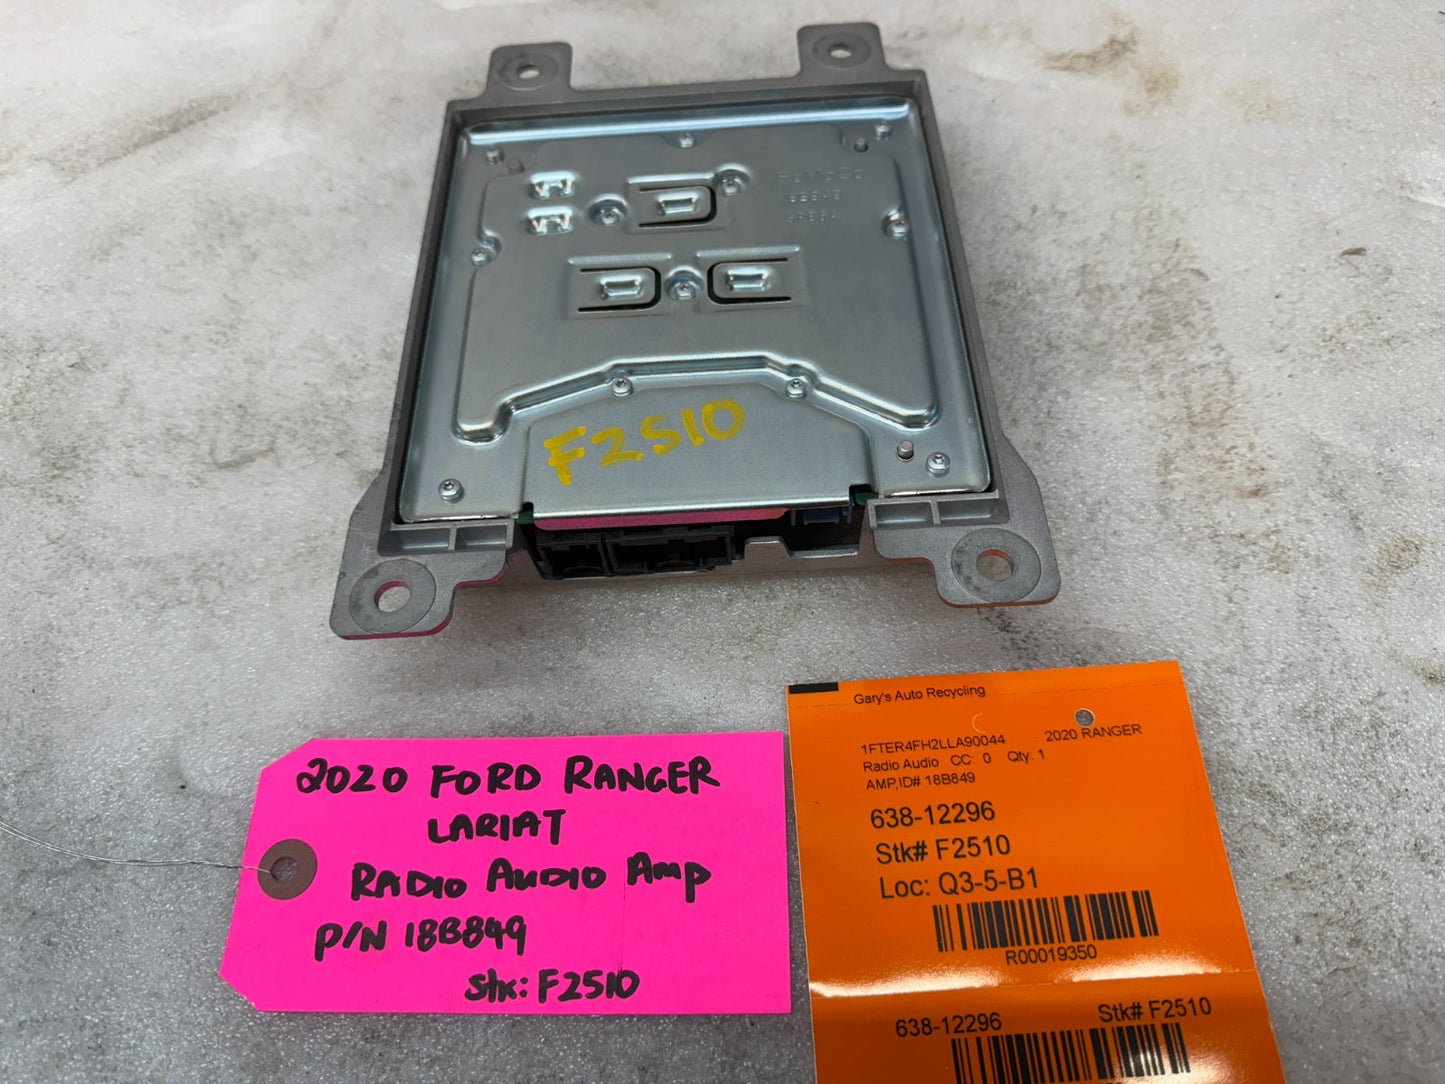 FoMoCo
18B849
F2510
2020 FORD RANGER
LARIAT
RADIO AUDIO AMP
P/N 18B849
Stk: F2510
Gary's Auto Recycling
1FTER4FH2LLA90044 2020 RANGER
Radio Audio CC: 0 Qty: 1
AMP,ID# 18B849
638-12296
Stk# F2510
Loc: Q3-5-B1
R00019350
638-12296 Stk# F2510